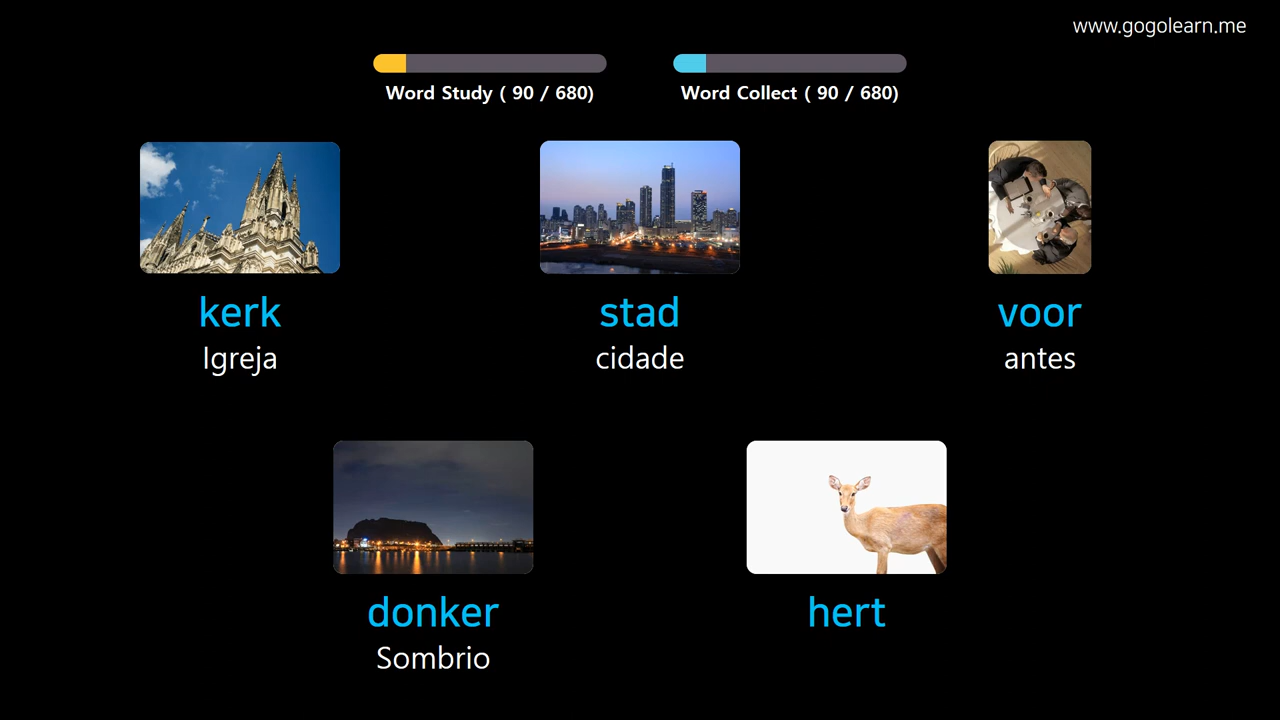 www.gogolearn.me
Word Study ( 90 / 680)
Word Collect ( 90 / 680)
kerk
Igreja
stad
cidade
voor
antes
donker
Sombrio
hert